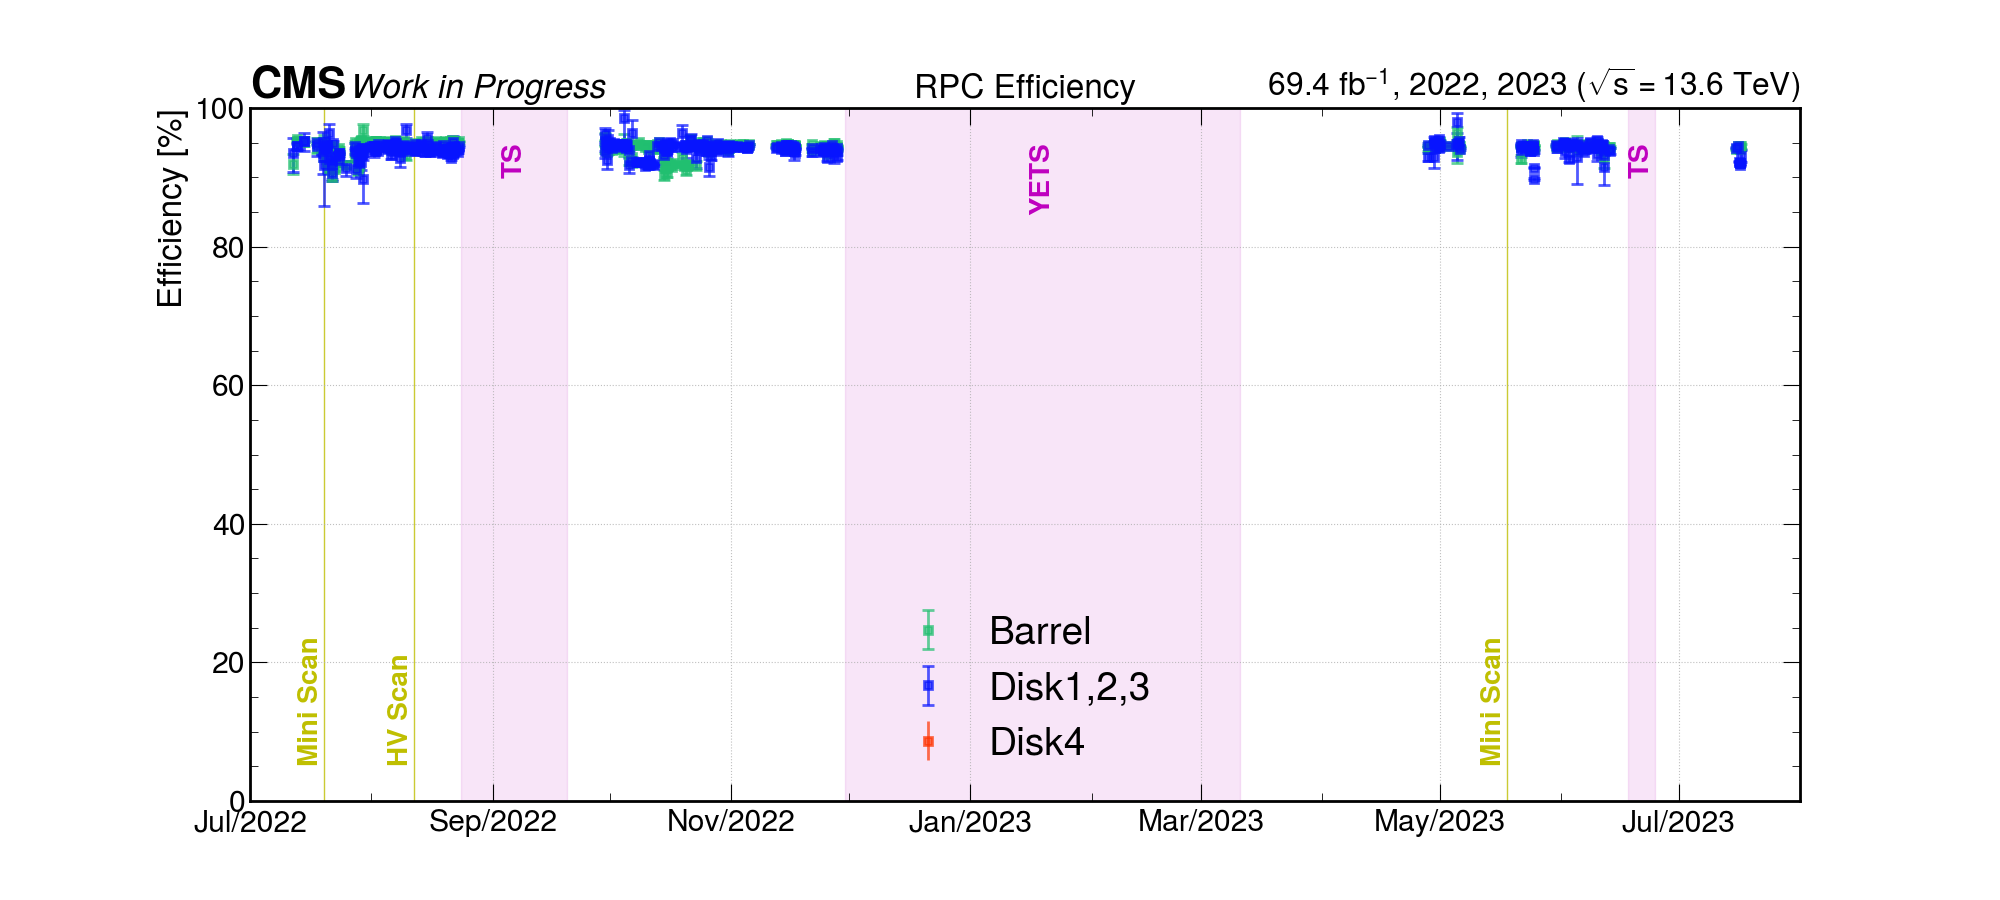 CMS Work in Progress
RPC Efficiency
69.4 fb⁻¹, 2022, 2023 (√s = 13.6 TeV)
Efficiency [%]
100
80
60
40
20
0
TS
YETS
TS
Mini Scan
HV Scan
Mini Scan
Barrel
Disk1,2,3
Disk4
Jul/2022
Sep/2022
Nov/2022
Jan/2023
Mar/2023
May/2023
Jul/2023